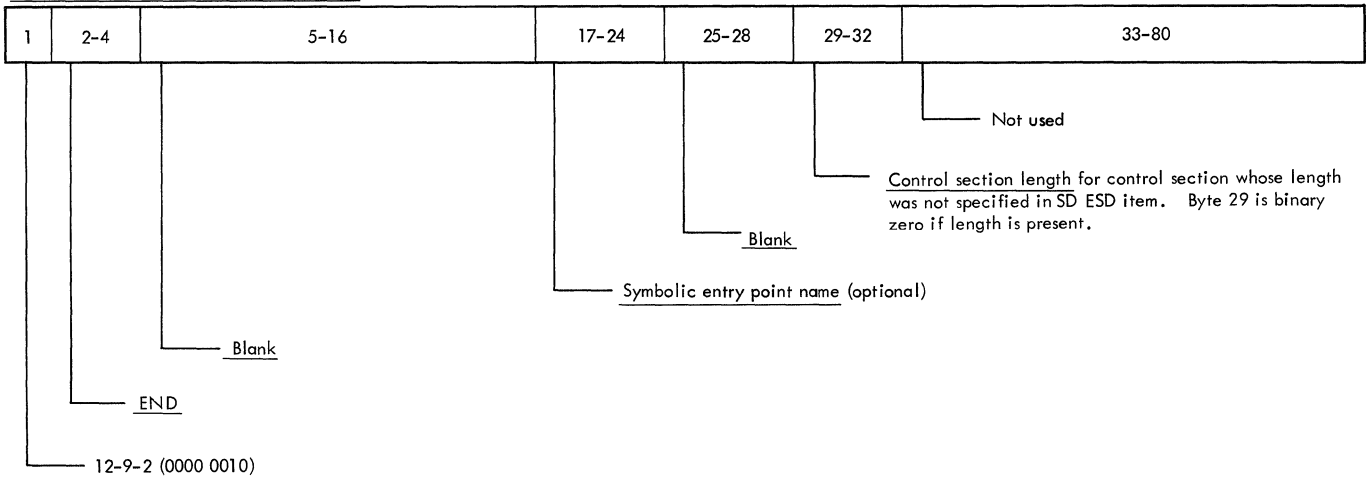 1 2-4 5-16 17-24 25-28 29-32 33-80
Not used
Control section length for control section whose length
was not specified in SD ESD item. Byte 29 is binary
zero if length is present.
Blank
Symbolic entry point name (optional)
Blank
END
12-9-2 (0000 0010)